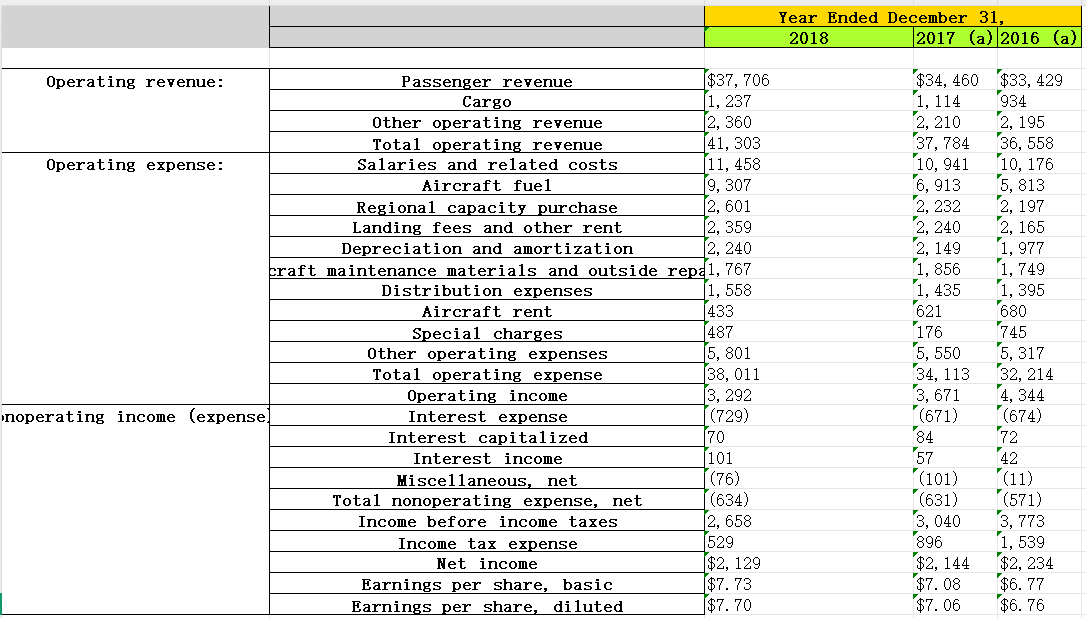 Year Ended December 31,
2018 2017 (a) 2016 (a)
Operating revenue: Passenger revenue $37,706 $34,460 $33,429
Cargo 1,237 1,114 934
Other operating revenue 2,360 2,210 2,195
Total operating revenue 41,303 37,784 36,558
Operating expense: Salaries and related costs 11,458 10,941 10,176
Aircraft fuel 9,307 6,913 5,813
Regional capacity purchase 2,601 2,232 2,197
Landing fees and other rent 2,359 2,240 2,165
Depreciation and amortization 2,240 2,149 1,977
craft maintenance materials and outside repa 1,767 1,856 1,749
Distribution expenses 1,558 1,435 1,395
Aircraft rent 433 621 680
Special charges 487 176 745
Other operating expenses 5,801 5,550 5,317
Total operating expense 38,011 34,113 32,214
Operating income 3,292 3,671 4,344
onoperating income (expense) Interest expense (729) (671) (674)
Interest capitalized 70 84 72
Interest income 101 57 42
Miscellaneous, net (76) (101) (11)
Total nonoperating expense, net (634) (631) (571)
Income before income taxes 2,658 3,040 3,773
Income tax expense 529 896 1,539
Net income $2,129 $2,144 $2,234
Earnings per share, basic $7.73 $7.08 $6.77
Earnings per share, diluted $7.70 $7.06 $6.76